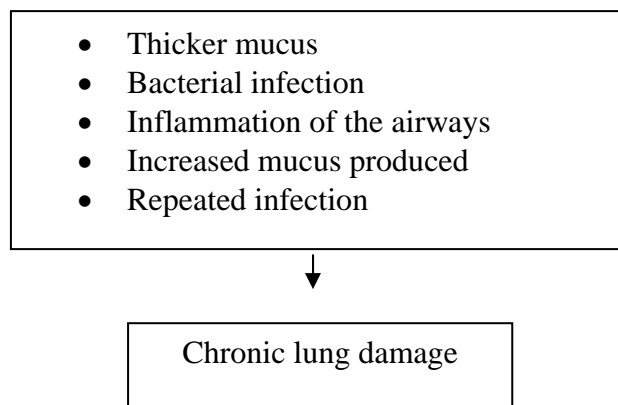 • Thicker mucus
• Bacterial infection
• Inflammation of the airways
• Increased mucus produced
• Repeated infection
Chronic lung damage